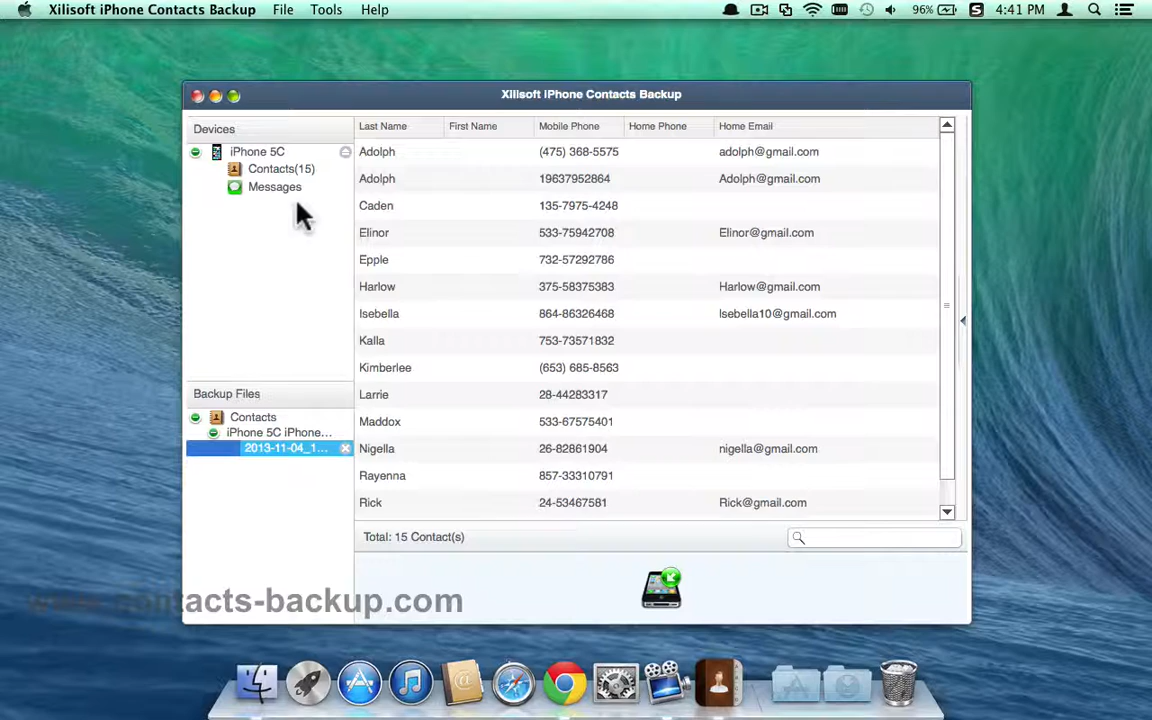 Xilisoft iPhone Contacts Backup File Tools Help 96% S 4:41 PM
Xilisoft iPhone Contacts Backup
Devices
iPhone 5C
Contacts(15)
Messages
Backup Files
Contacts
iPhone 5C iPhone...
2013-11-04_1...
Last Name First Name Mobile Phone Home Phone Home Email
Adolph (475) 368-5575 adolph@gmail.com
Adolph 19637952864 Adolph@gmail.com
Caden 135-7975-4248
Elinor 533-75942708 Elinor@gmail.com
Epple 732-57292786
Harlow 375-58375383 Harlow@gmail.com
Isebella 864-86326468 Isebella10@gmail.com
Kalla 753-73571832
Kimberlee (653) 685-8563
Larrie 28-44283317
Maddox 533-67575401
Nigella 26-82861904 nigella@gmail.com
Rayenna 857-33310791
Rick 24-53467581 Rick@gmail.com
Total: 15 Contact(s)
www.contacts-backup.com